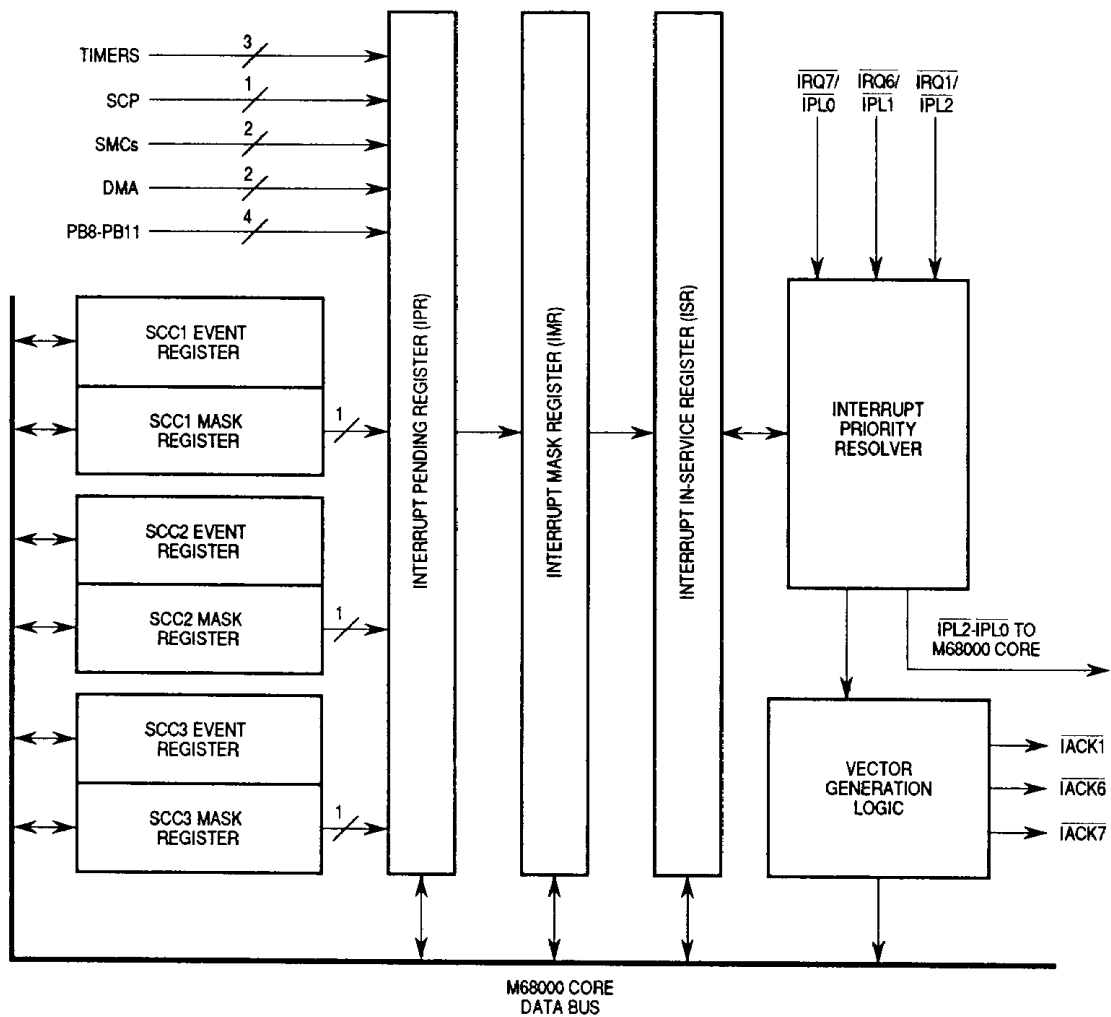 TIMERS
3
SCP
1
SMCs
2
DMA
2
PB8-PB11
4
IRQ7/
IPL0
IRQ6/
IPL1
IRQ1/
IPL2
SCC1 EVENT
REGISTER
SCC1 MASK
REGISTER
1
SCC2 EVENT
REGISTER
SCC2 MASK
REGISTER
1
SCC3 EVENT
REGISTER
SCC3 MASK
REGISTER
1
INTERRUPT PENDING REGISTER (IPR)
INTERRUPT MASK REGISTER (IMR)
INTERRUPT IN-SERVICE REGISTER (ISR)
INTERRUPT
PRIORITY
RESOLVER
IPL2-IPL0 TO
M68000 CORE
VECTOR
GENERATION
LOGIC
IACK1
IACK6
IACK7
M68000 CORE
DATA BUS